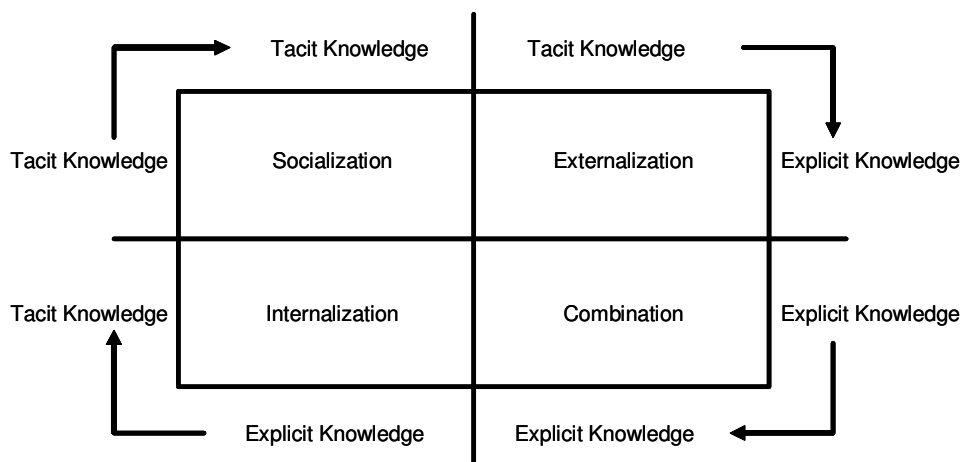 Tacit Knowledge
Tacit Knowledge
Tacit Knowledge
Socialization
Externalization
Explicit Knowledge
Tacit Knowledge
Internalization
Combination
Explicit Knowledge
Explicit Knowledge
Explicit Knowledge